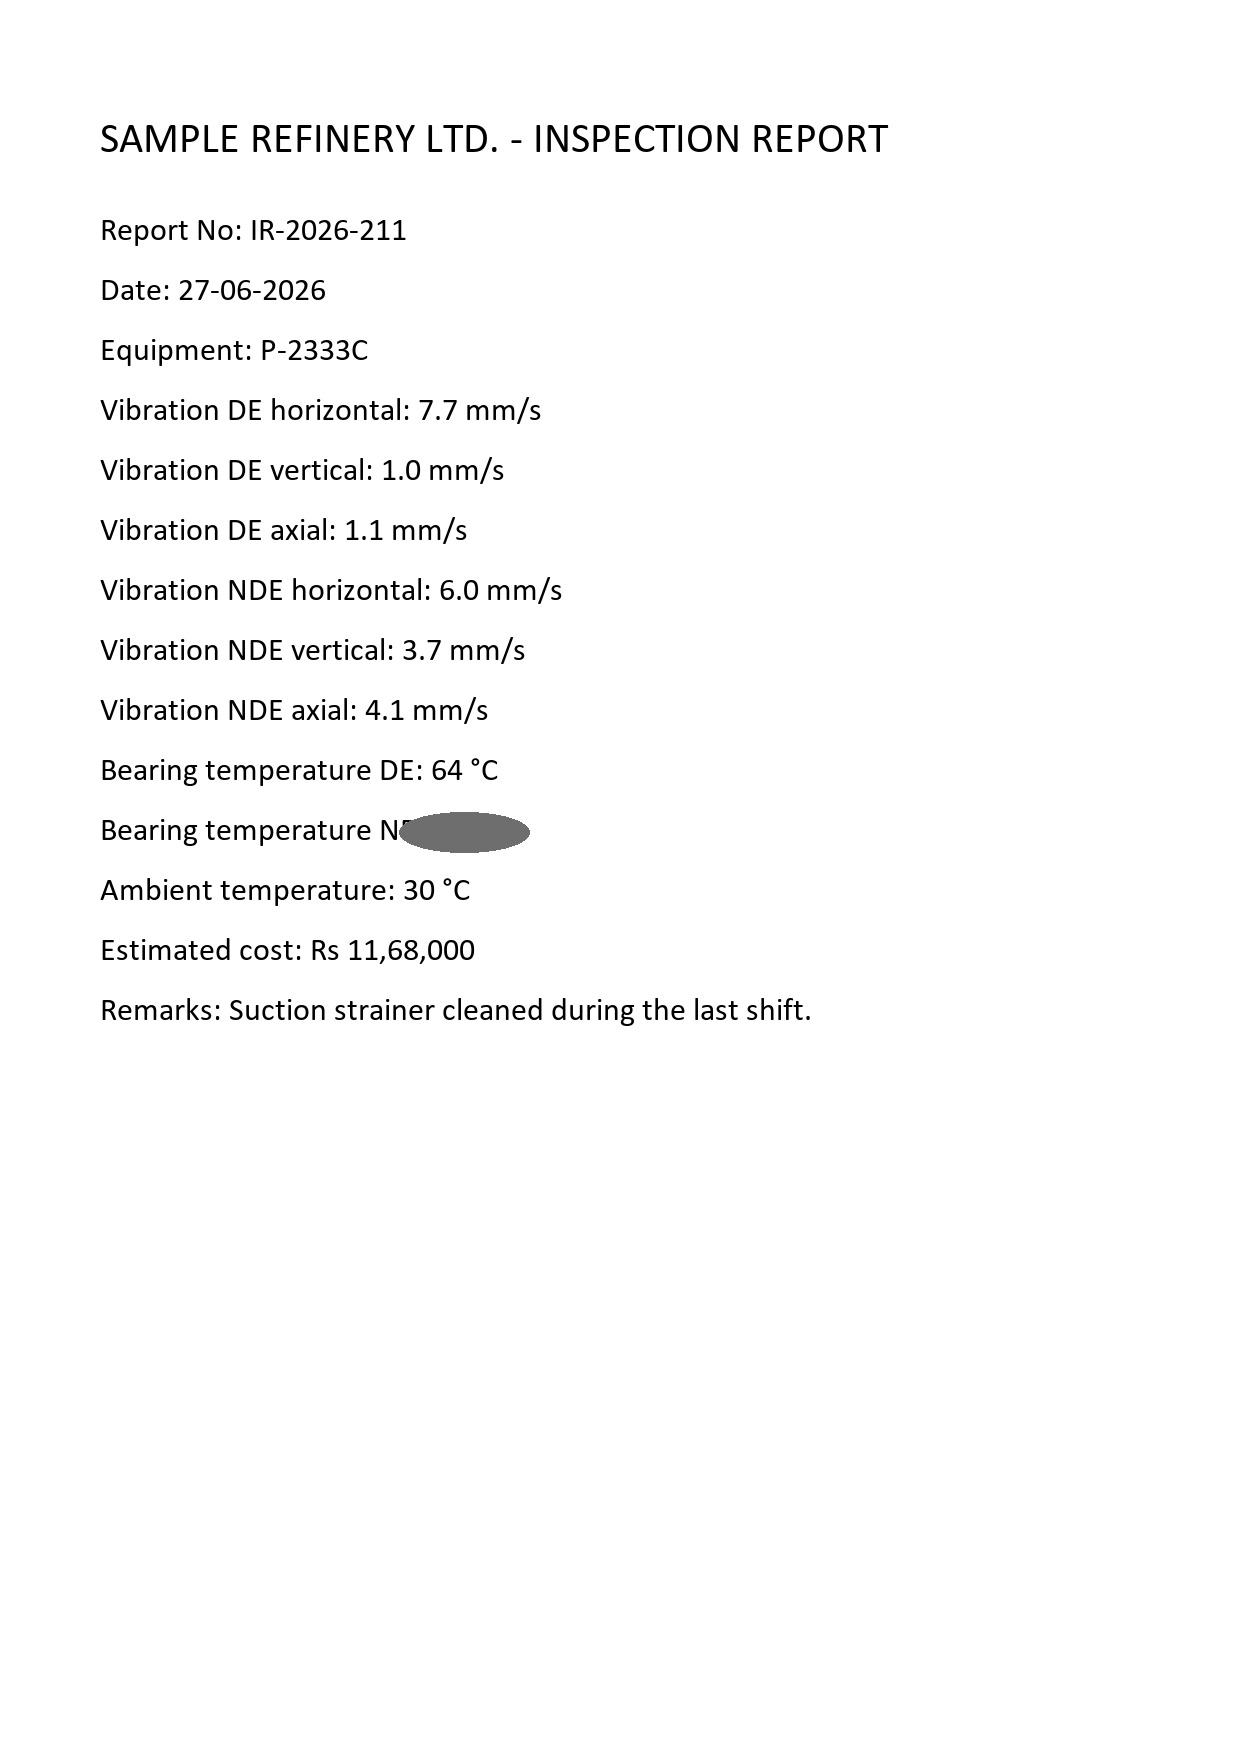 SAMPLE REFINERY LTD. - INSPECTION REPORT
Report No: IR-2026-211
Date: 27-06-2026
Equipment: P-2333C
Vibration DE horizontal: 7.7 mm/s
Vibration DE vertical: 1.0 mm/s
Vibration DE axial: 1.1 mm/s
Vibration NDE horizontal: 6.0 mm/s
Vibration NDE vertical: 3.7 mm/s
Vibration NDE axial: 4.1 mm/s
Bearing temperature DE: 64 °C
Bearing temperature
Ambient temperature: 30 °C
Estimated cost: Rs 11,68,000
Remarks: Suction strainer cleaned during the last shift.